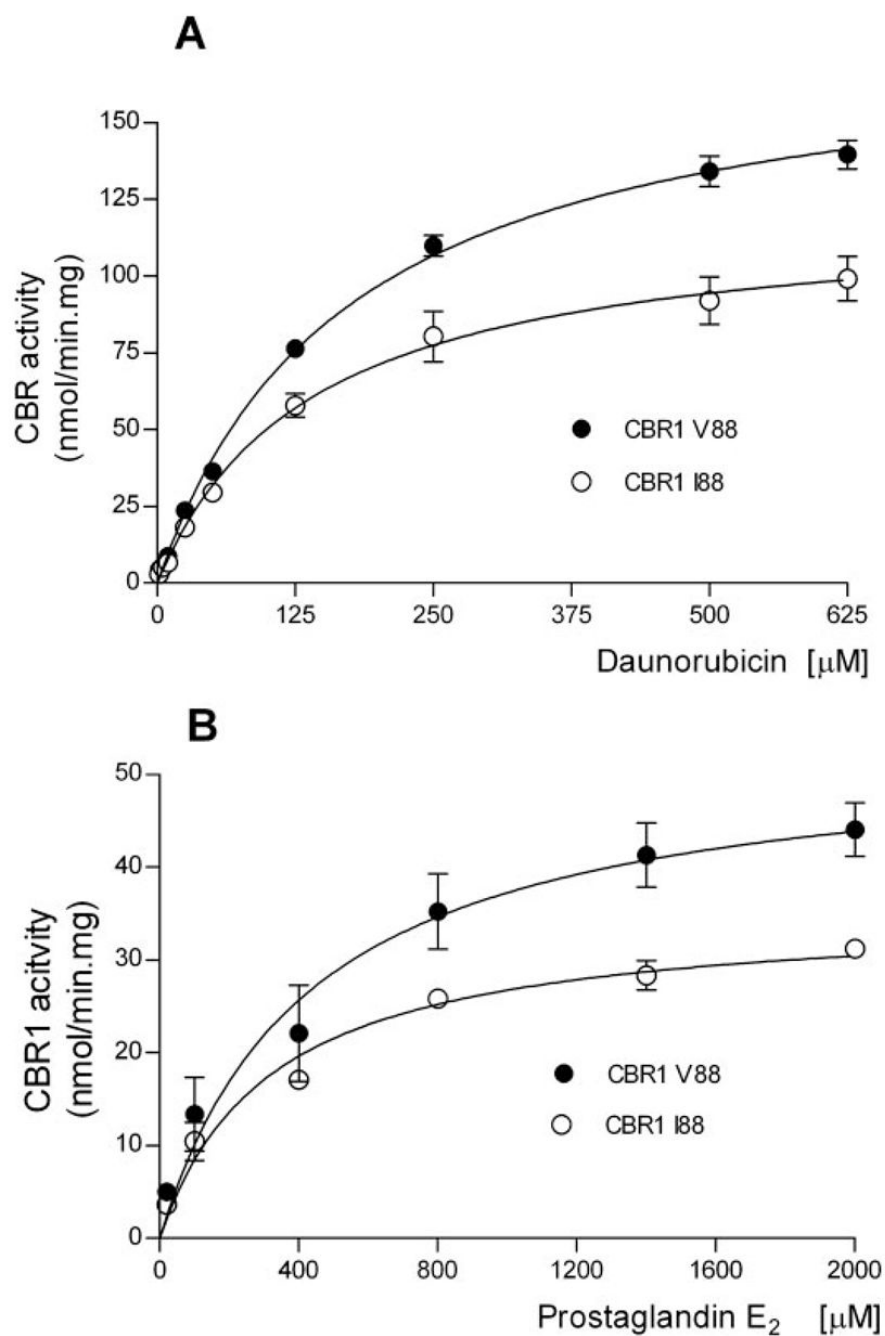 A
150
125
100
75
50
25
0
CBR activity
(nmol/min.mg)
CBR1 V88
CBR1 I88
0 125 250 375 500 625
Daunorubicin [μM]
B
50
40
30
20
10
0
CBR1 acitvity
(nmol/min.mg)
CBR1 V88
CBR1 I88
0 400 800 1200 1600 2000
Prostaglandin E₂ [μM]